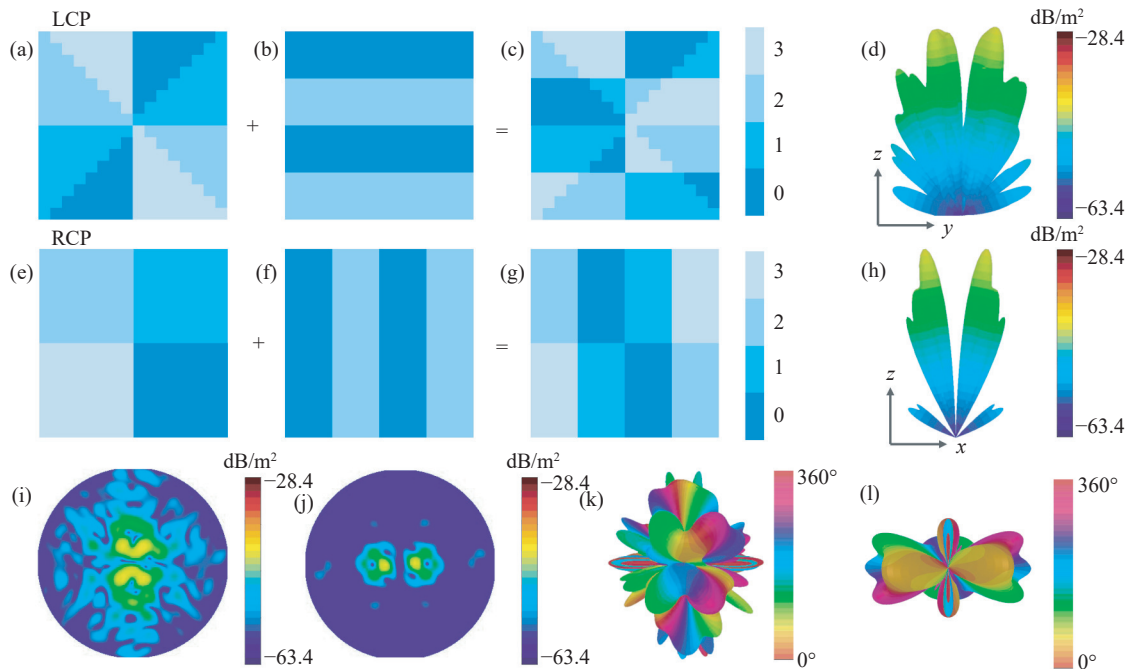 LCP
(a)
(b)
+
(c)
=
3
2
1
0
(d)
z
y
dB/m²
−28.4
−63.4
RCP
(e)
(f)
+
(g)
=
3
2
1
0
(h)
z
x
dB/m²
−28.4
−63.4
(i)
dB/m²
−28.4
−63.4
(j)
dB/m²
−28.4
−63.4
(k)
360°
0°
(l)
360°
0°